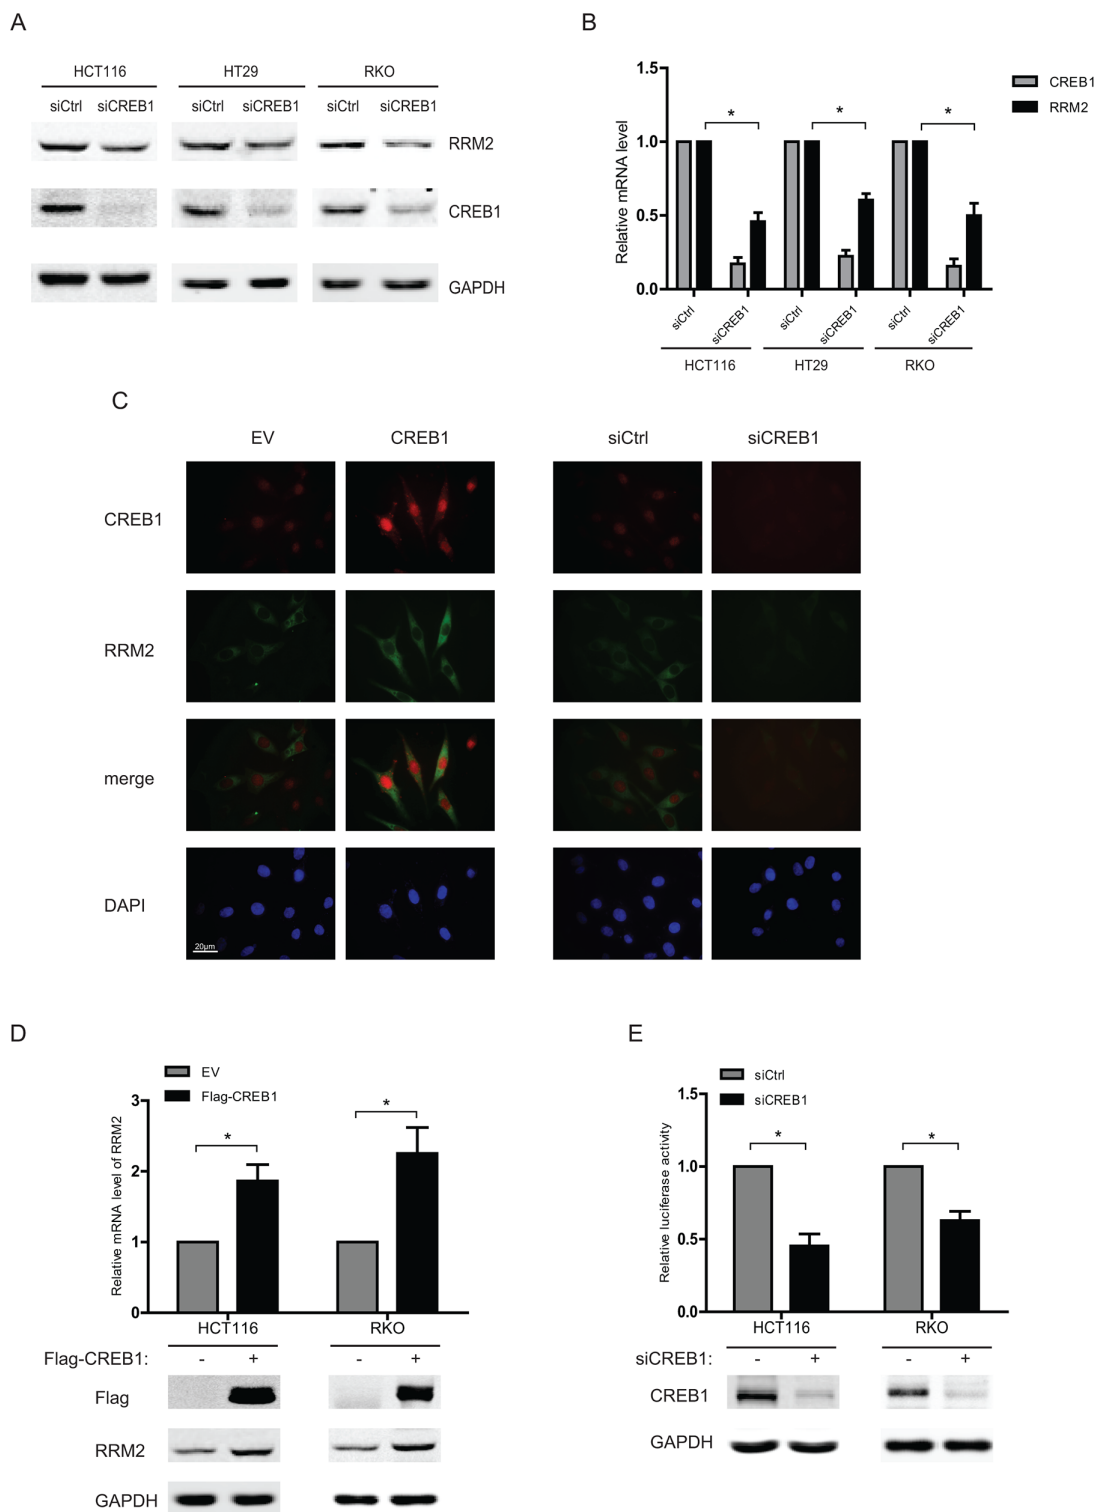 A
HCT116 HT29 RKO
siCtrl siCREB1 siCtrl siCREB1 siCtrl siCREB1
RRM2
CREB1
GAPDH
B
CREB1
RRM2
Relative mRNA level
1.5
1.0
0.5
0.0
* * *
siCtrl siCREB1 siCtrl siCREB1 siCtrl siCREB1
HCT116 HT29 RKO
C
EV CREB1 siCtrl siCREB1
CREB1
RRM2
merge
DAPI
20μm
D
EV
Flag-CREB1
Relative mRNA level of RRM2
3
2
1
0
* *
HCT116 RKO
Flag-CREB1: - + - +
Flag
RRM2
GAPDH
E
siCtrl
siCREB1
Relative luciferase activity
1.5
1.0
0.5
0.0
* *
HCT116 RKO
siCREB1: - + - +
CREB1
GAPDH